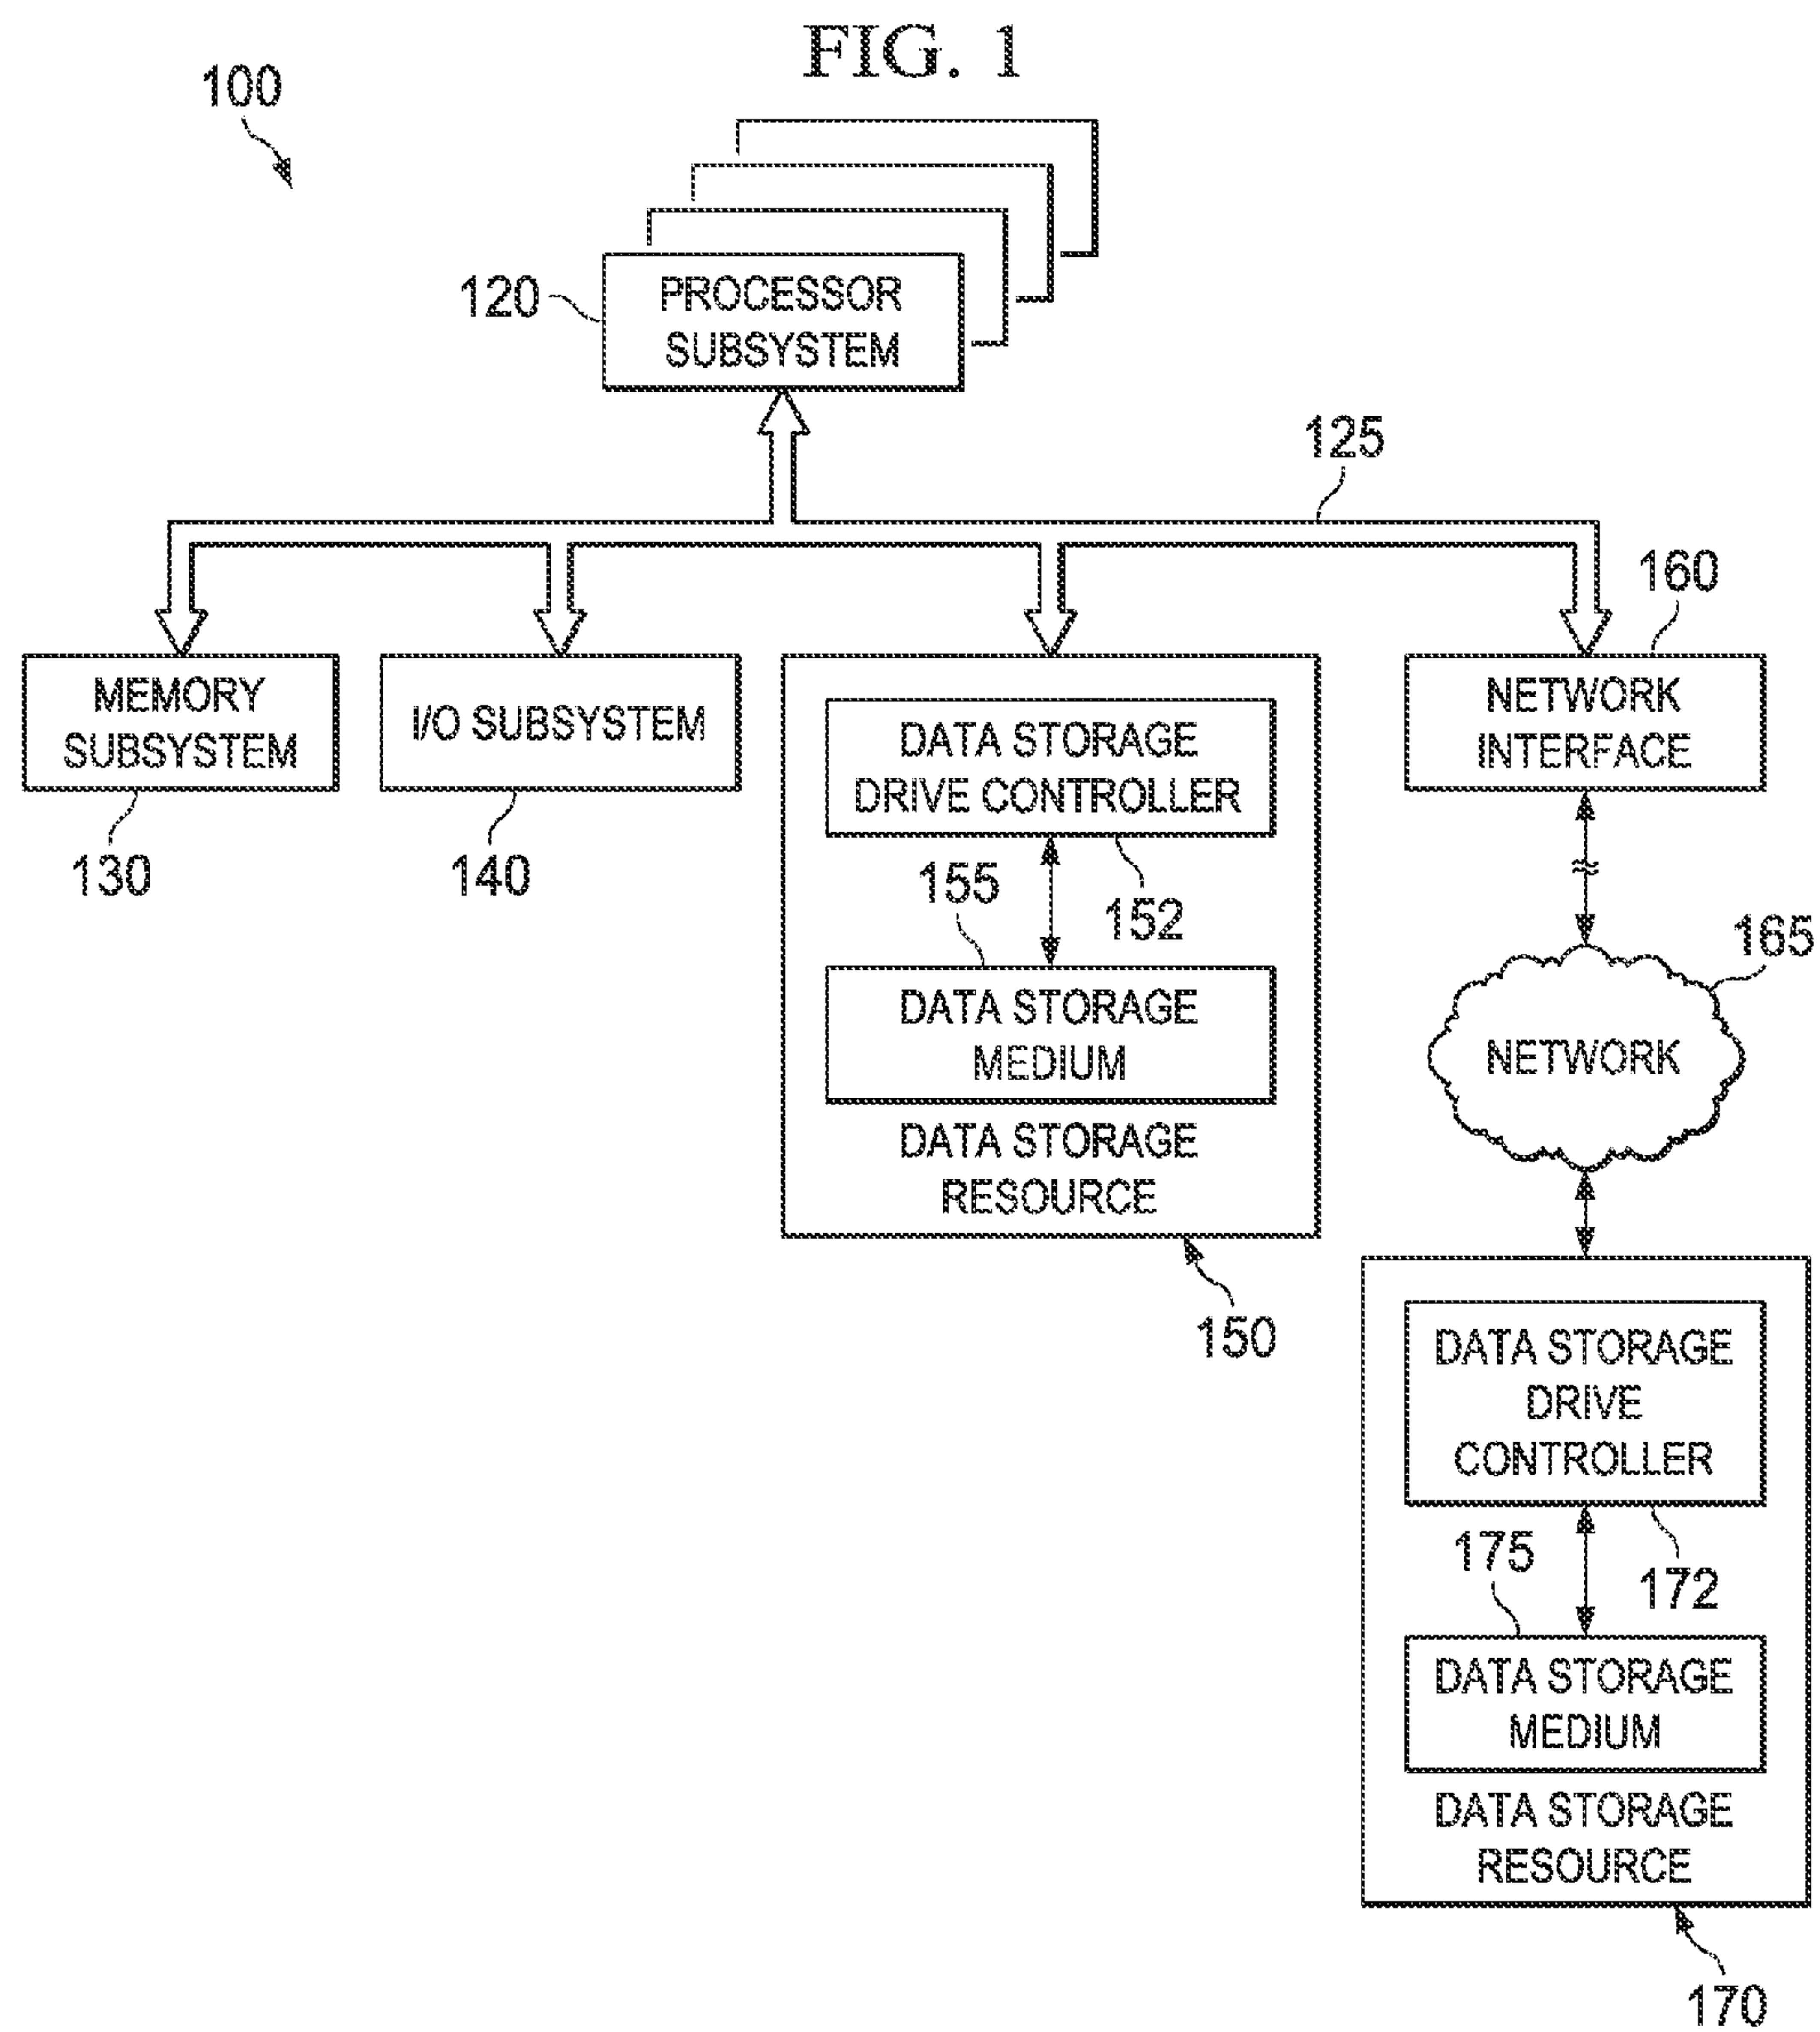 FIG. 1
100
120
PROCESSOR
SUBSYSTEM
125
160
MEMORY
SUBSYSTEM
130
I/O SUBSYSTEM
140
DATA STORAGE
DRIVE CONTROLLER
155
152
DATA STORAGE
MEDIUM
DATA STORAGE
RESOURCE
150
NETWORK
INTERFACE
165
NETWORK
DATA STORAGE
DRIVE
CONTROLLER
175
172
DATA STORAGE
MEDIUM
DATA STORAGE
RESOURCE
170